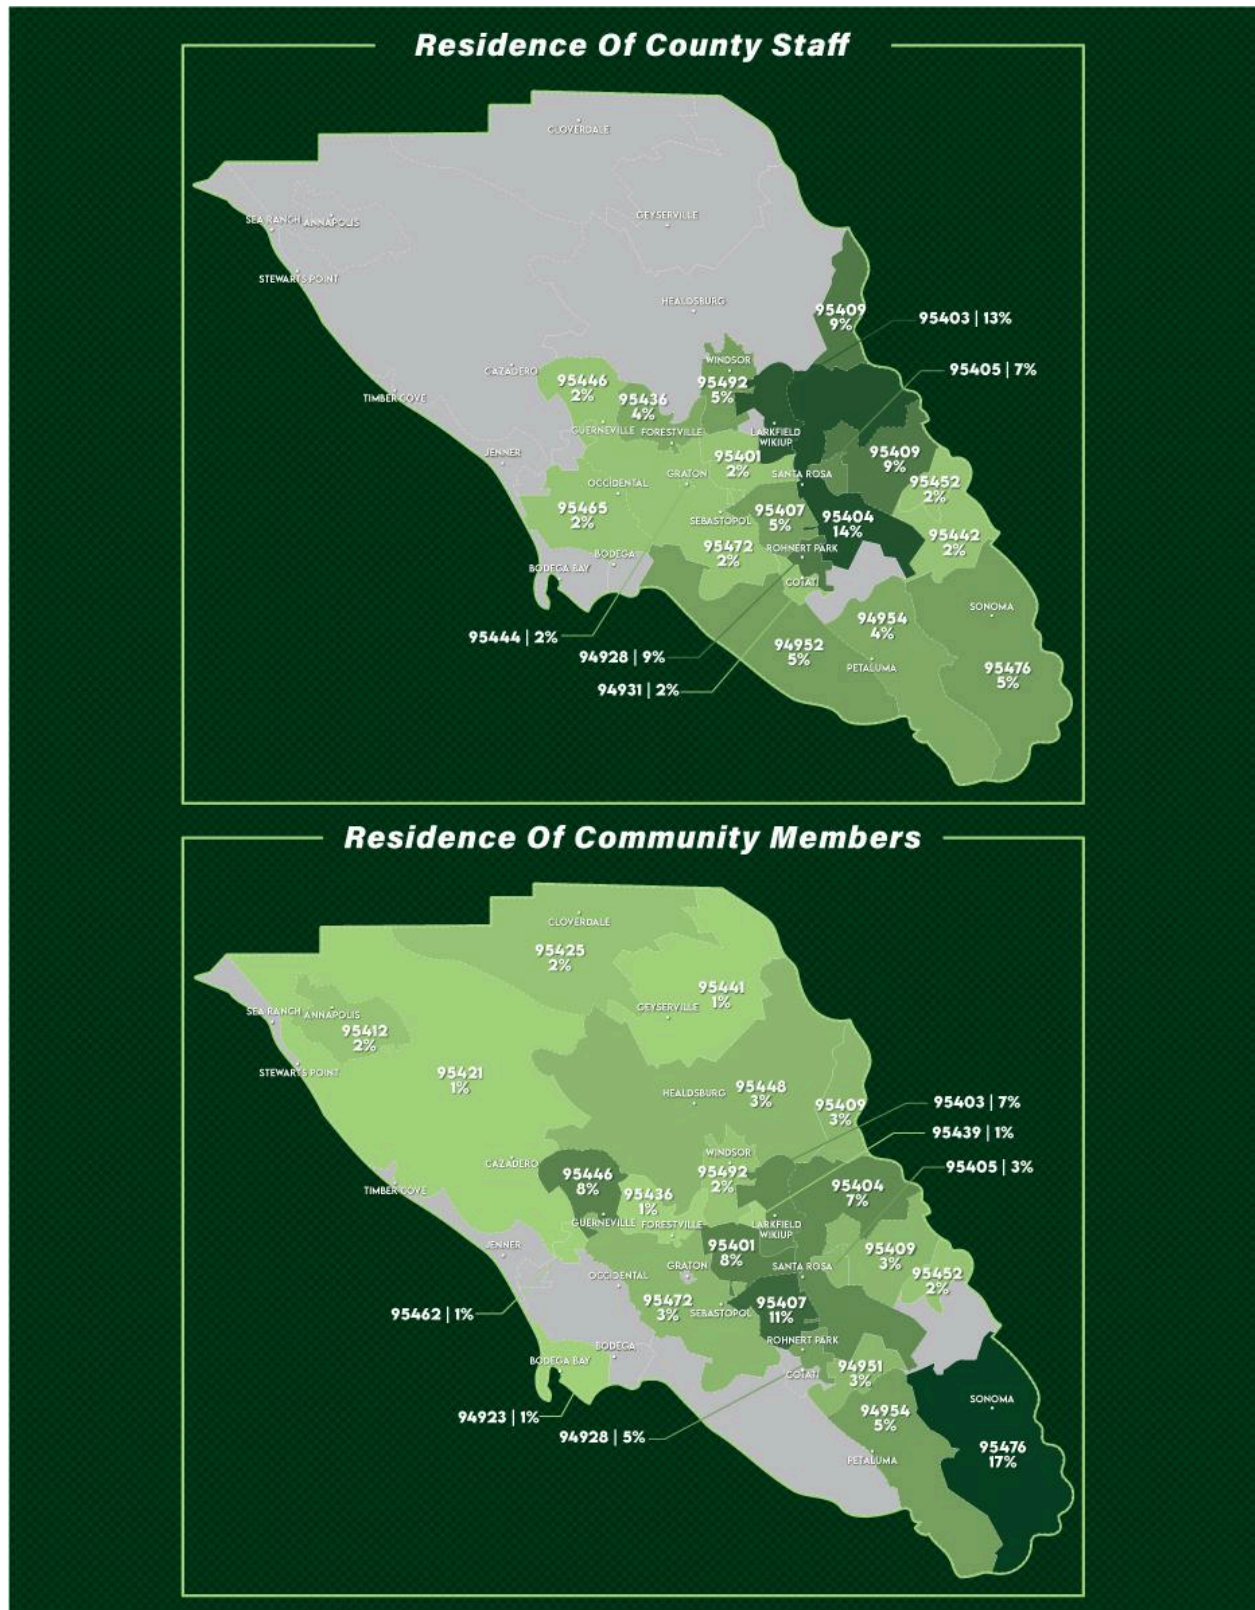 Residence Of County Staff
CLOVERDALE
GEYSERVILLE
SEA RANCH
ANNAPOLIS
STEWARTS POINT
HEALDSBURG
95409
9%
95403 | 13%
WINDSOR
95405 | 7%
CAZADERO
95446
2%
95492
5%
TIMBER COVE
95436
4%
GUERNEVILLE
FORESTVILLE
LARKFIELD
WIKIUP
JENNER
95401
2%
95409
9%
GRATON
SANTA ROSA
OCCIDENTAL
95452
2%
95465
2%
SEBASTOPOL
95407
5%
95404
14%
95442
2%
95472
2%
ROHNERT PARK
BODEGA
BODEGA BAY
COTATI
SONOMA
94954
4%
95444 | 2%
94928 | 9%
94952
5%
PETALUMA
95476
5%
94931 | 2%
Residence Of Community Members
CLOVERDALE
95425
2%
95441
1%
GEYSERVILLE
SEA RANCH
ANNAPOLIS
95412
2%
STEWARTS POINT
95421
1%
95448
3%
HEALDSBURG
95409
3%
95403 | 7%
95439 | 1%
WINDSOR
95405 | 3%
CAZADERO
95446
8%
95492
2%
95404
7%
TIMBER COVE
95436
1%
GUERNEVILLE
FORESTVILLE
LARKFIELD
WIKIUP
JENNER
95401
8%
95409
3%
GRATON
SANTA ROSA
OCCIDENTAL
95452
2%
95472
3%
SEBASTOPOL
95407
11%
95462 | 1%
ROHNERT PARK
BODEGA
BODEGA BAY
COTATI
94951
3%
SONOMA
94923 | 1%
94954
5%
94928 | 5%
PETALUMA
95476
17%